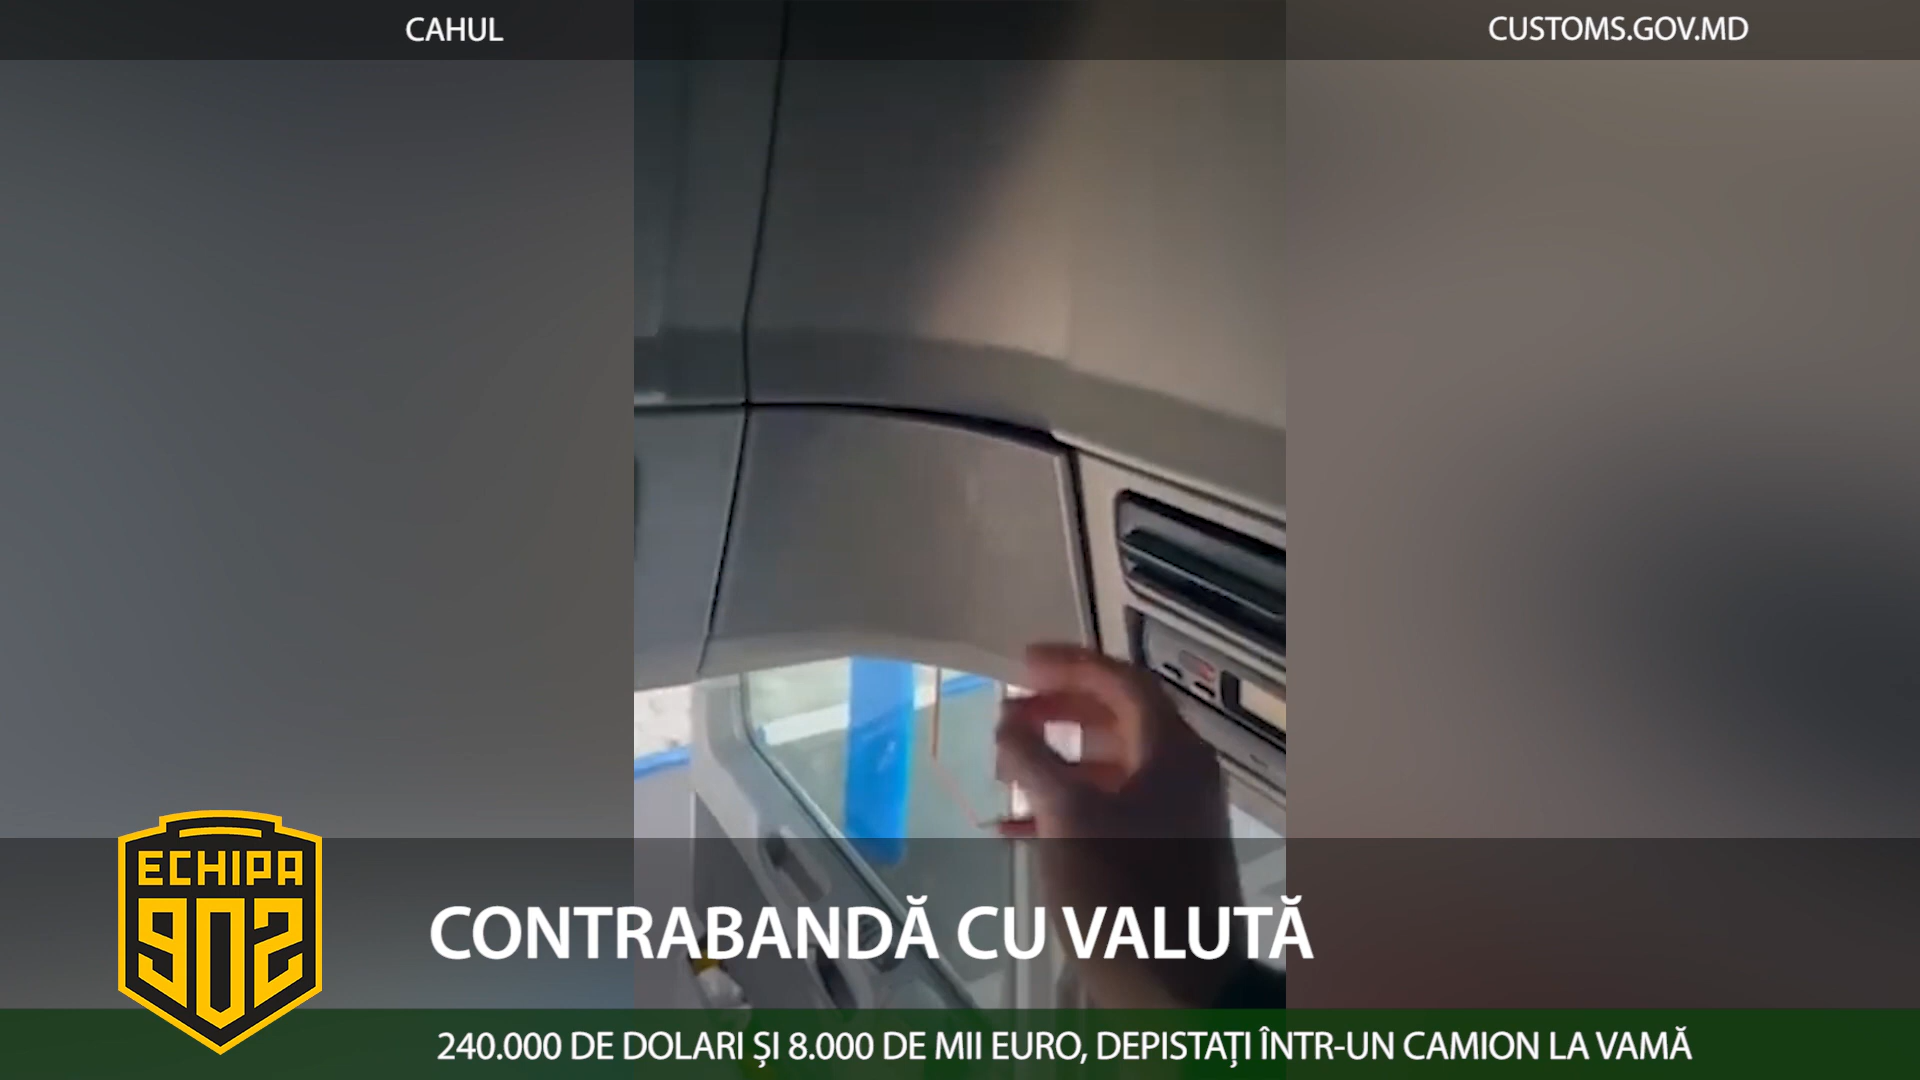 CAHUL
CUSTOMS.GOV.MD
ECHIPA
902
CONTRABANDĂ CU VALUTĂ
240.000 DE DOLARI ȘI 8.000 DE MII EURO, DEPISTAȚI ÎNTR-UN CAMION LA VAMĂ